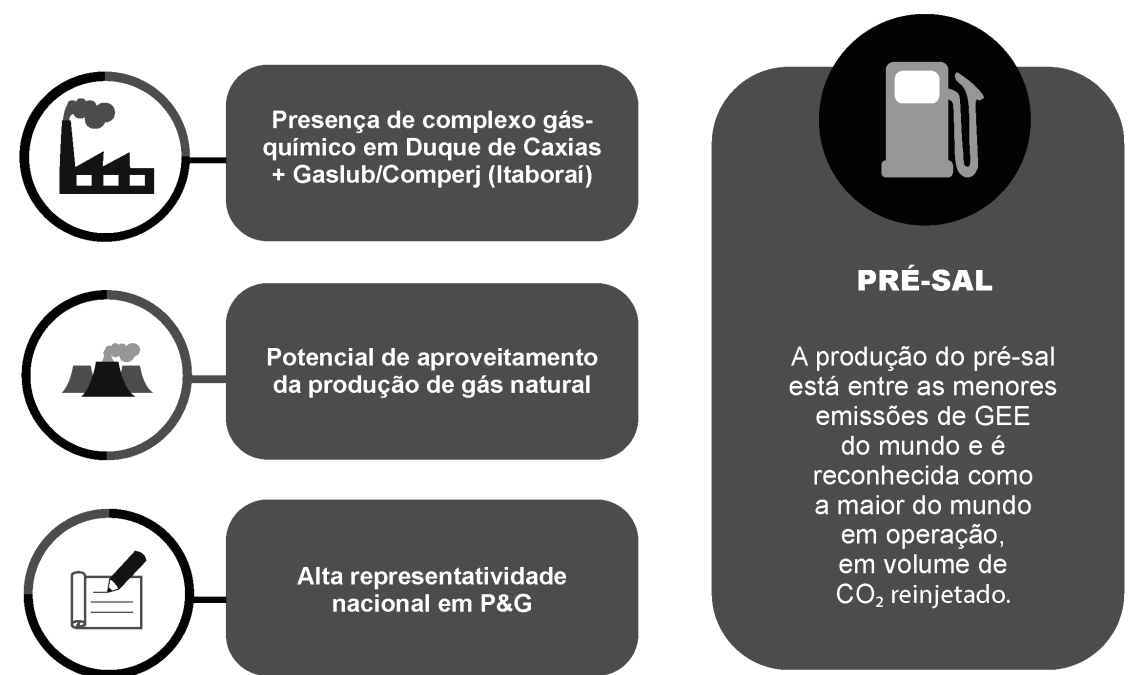 Presença de complexo gás-
químico em Duque de Caxias
+ Gaslub/Comperj (Itaboraí)
Potencial de aproveitamento
da produção de gás natural
Alta representatividade
nacional em P&G
PRÉ-SAL
A produção do pré-sal
está entre as menores
emissões de GEE
do mundo e é
reconhecida como
a maior do mundo
em operação,
em volume de
CO₂ reinjetado.